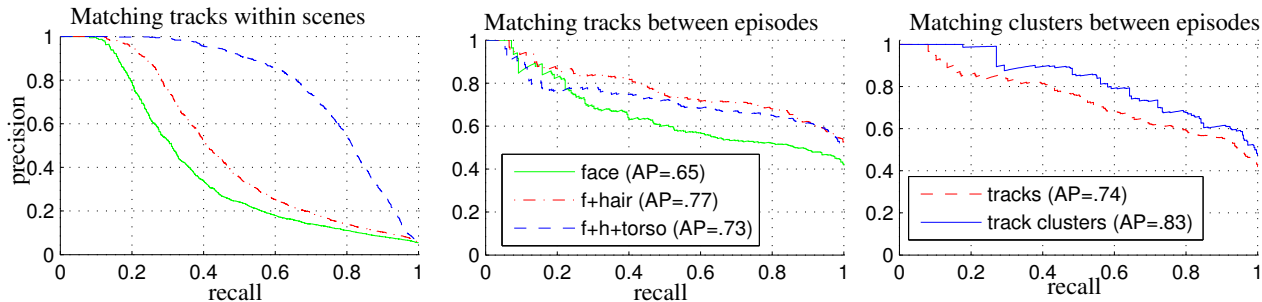 Matching tracks within scenes
precision
1
0.8
0.6
0.4
0.2
0
0 0.2 0.4 0.6 0.8 1
recall
Matching tracks between episodes
1
0.8
0.6
0.4
0.2
0
face (AP=.65)
f+hair (AP=.77)
f+h+torso (AP=.73)
0 0.2 0.4 0.6 0.8 1
recall
Matching clusters between episodes
1
0.8
0.6
0.4
0.2
0
tracks (AP=.74)
track clusters (AP=.83)
0 0.2 0.4 0.6 0.8 1
recall